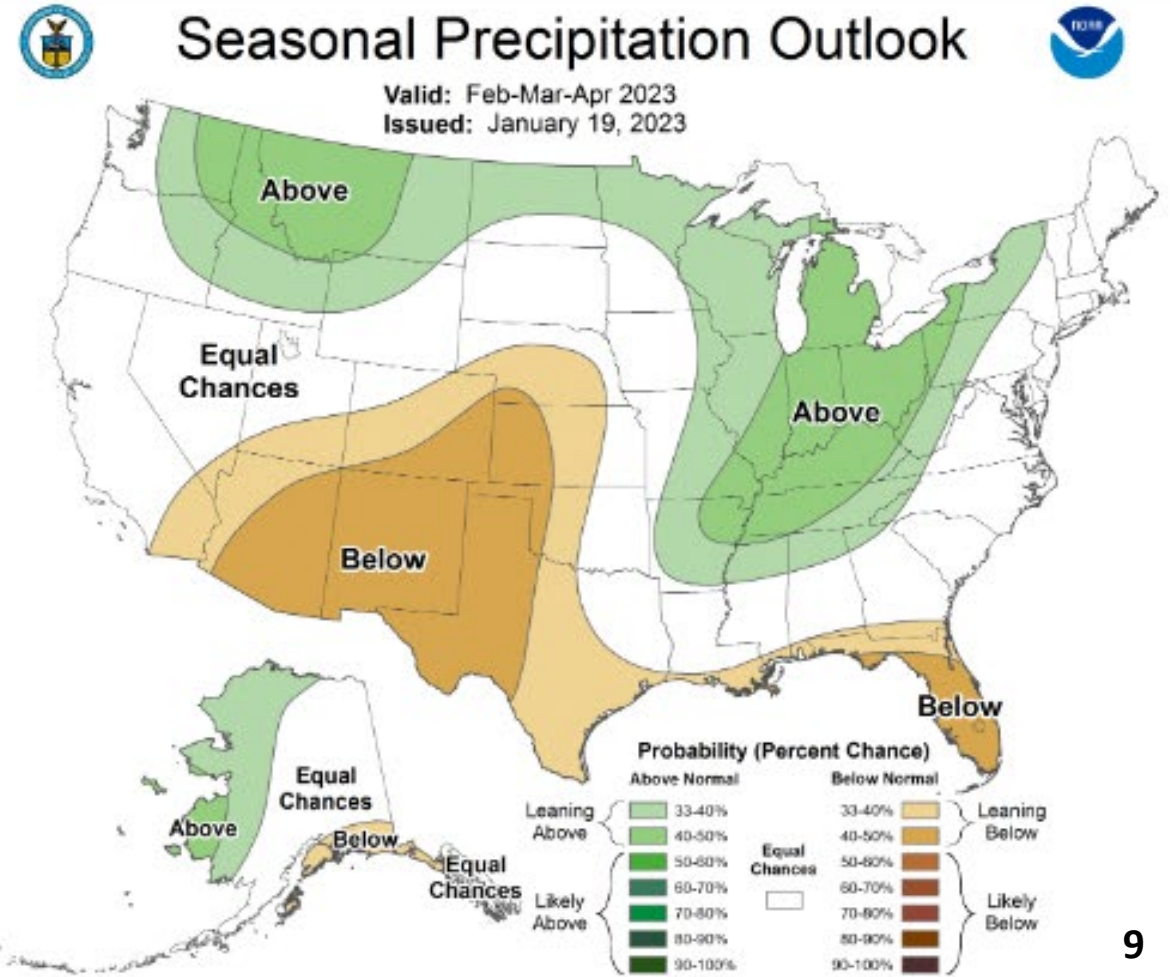 Seasonal Precipitation Outlook
noaa
Valid: Feb-Mar-Apr 2023
Issued: January 19, 2023
Above
Equal
Chances
Above
Below
Below
Equal
Chances
Above
Below
Equal
Chances
Probability (Percent Chance)
Above Normal
Below Normal
Leaning
Above
33-40%
40-50%
50-60%
60-70%
70-80%
80-90%
90-100%
Likely
Above
Equal
Chances
33-40%
40-50%
50-60%
60-70%
70-80%
80-90%
90-100%
Leaning
Below
Likely
Below
9